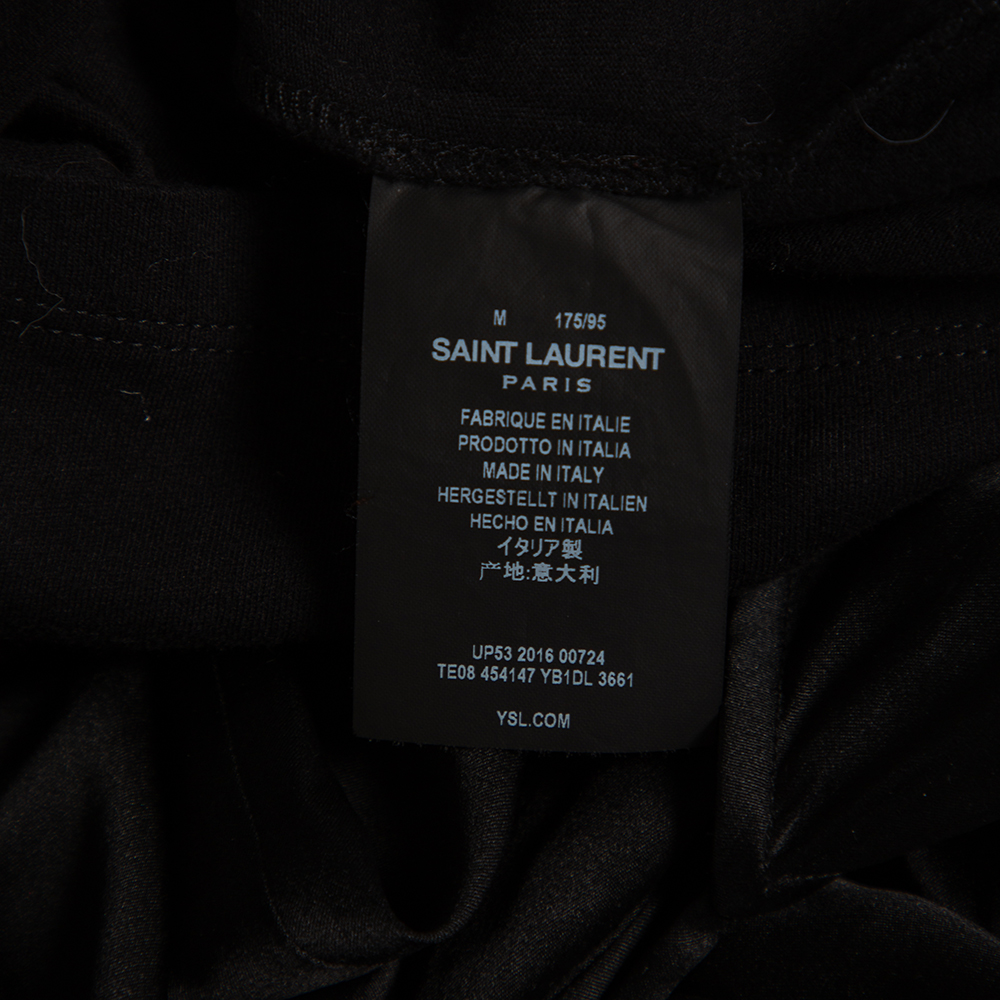 M 175/95
SAINT LAURENT
PARIS
FABRIQUE EN ITALIE
PRODOTTO IN ITALIA
MADE IN ITALY
HERGESTELLT IN ITALIEN
HECHO EN ITALIA
イタリア製
产地:意大利
UP53 2016 00724
TE08 454147 YB1DL 3661
YSL.COM